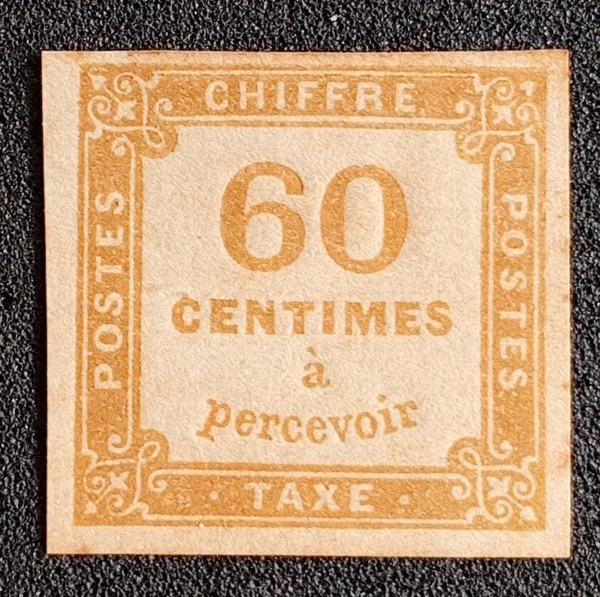 CHIFFRE
POSTES
60
CENTIMES
à
percevoir
POSTES
· TAXE ·